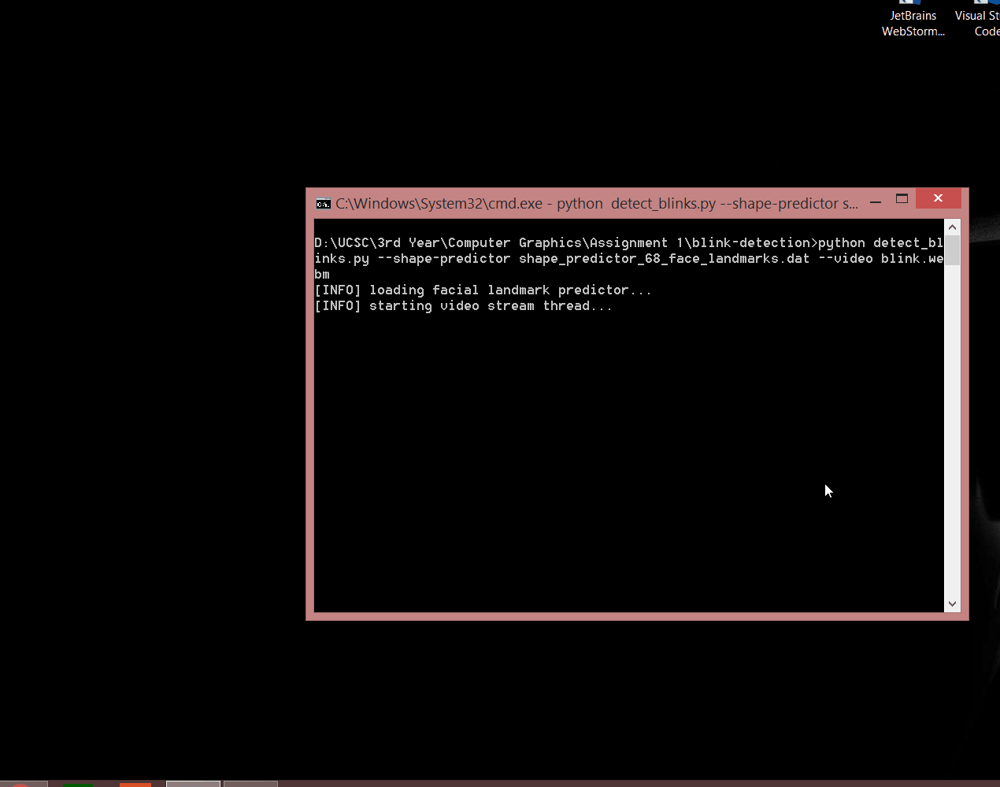 JetBrains
WebStorm...
Visual St
Code
C:\Windows\System32\cmd.exe - python  detect_blinks.py --shape-predictor s...
D:\UCSC\3rd Year\Computer Graphics\Assignment 1\blink-detection>python detect_bl
inks.py --shape-predictor shape_predictor_68_face_landmarks.dat --video blink.we
bm
[INFO] loading facial landmark predictor...
[INFO] starting video stream thread...